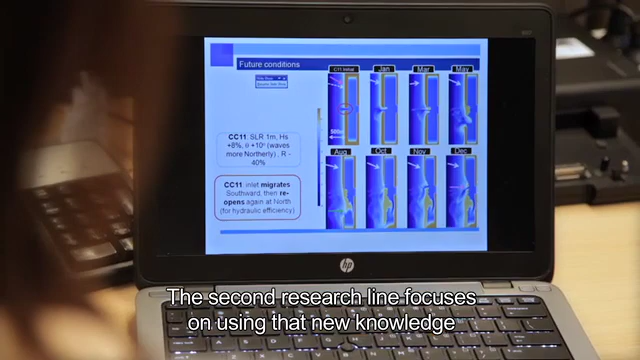 Future conditions
CC11 Initial
Jan
Mar
May
500m
CC11. SLR 1m, Hs
+8%, θ +10º (waves
more Northerly) . R -
40%
Aug
Oct
Nov
Dec
CC11: inlet migrates
Southward, then re-
opens again at North
(for hydraulic efficiency)
hp
The second research line focuses
on using that new knowledge